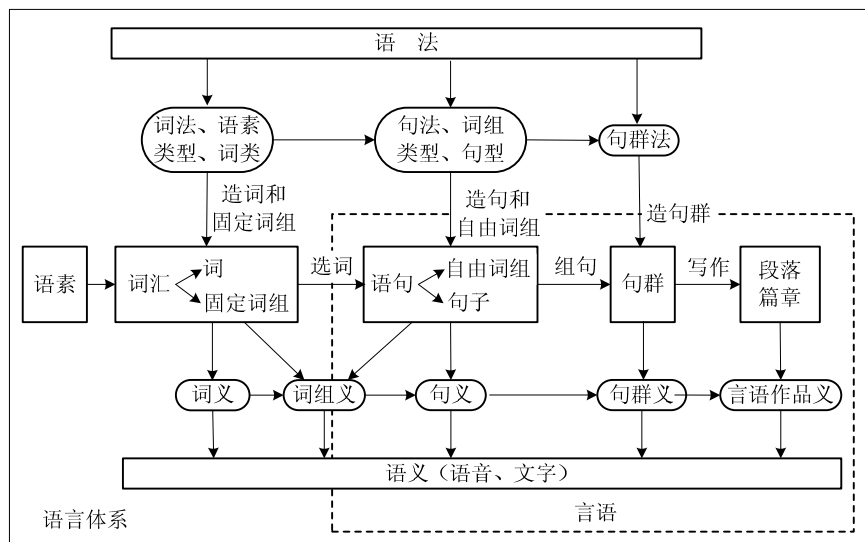 语 法
词法、语素
类型、词类
句法、词组
类型、句型
句群法
造词和
固定词组
造句和
自由词组
造句群
语素
词汇
词
固定词组
选词
语句
自由词组
句子
组句
句群
写作
段落
篇章
词义
词组义
句义
句群义
言语作品义
语义（语音、文字）
语言体系
言语